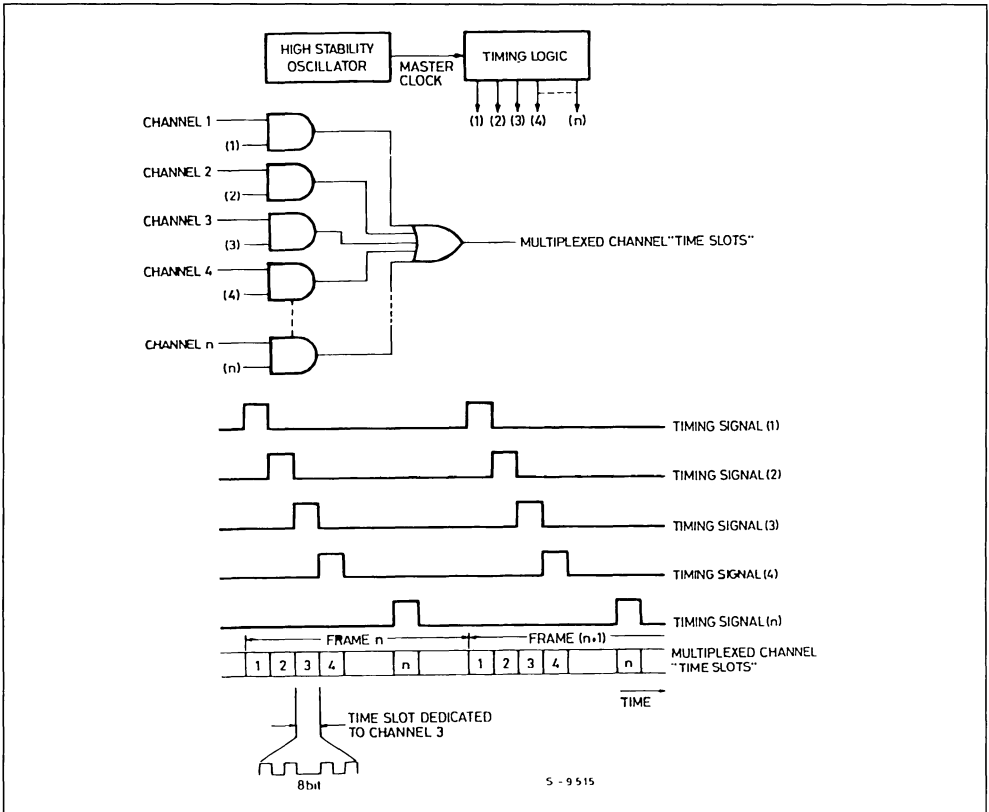 HIGH STABILITY
OSCILLATOR
MASTER
CLOCK
TIMING LOGIC
(1) (2) (3) (4) (n)
CHANNEL 1
(1)
CHANNEL 2
(2)
CHANNEL 3
(3)
CHANNEL 4
(4)
CHANNEL n
(n)
MULTIPLEXED CHANNEL "TIME SLOTS"
TIMING SIGNAL (1)
TIMING SIGNAL (2)
TIMING SIGNAL (3)
TIMING SIGNAL (4)
TIMING SIGNAL (n)
FRAME n FRAME (n+1)
1 2 3 4 n 1 2 3 4 n
MULTIPLEXED CHANNEL
"TIME SLOTS"
TIME
TIME SLOT DEDICATED
TO CHANNEL 3
8bit
S - 9515